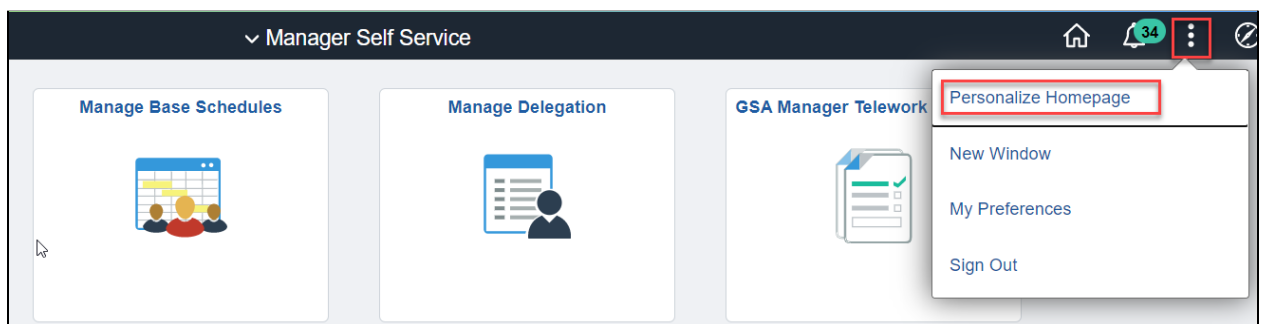 Manager Self Service
34
Manage Base Schedules
Manage Delegation
GSA Manager Telework
Personalize Homepage
New Window
My Preferences
Sign Out